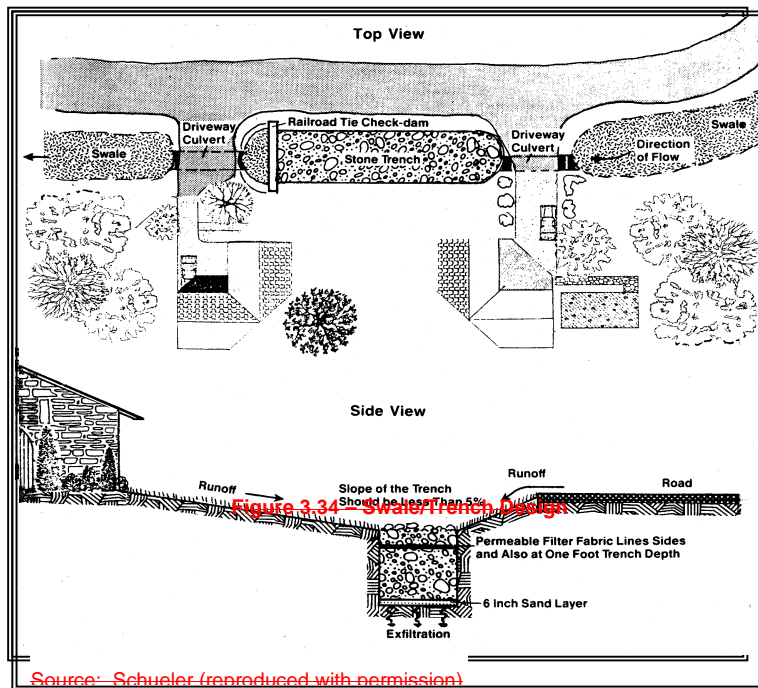 Top View
Railroad Tie Check-dam
Driveway
Culvert
Driveway
Culvert
Swale
Swale
Stone Trench
Direction
of Flow
Side View
Runoff
Slope of the Trench
Should be Less Than 5%
Runoff
Road
Figure 3.34 – Swale/Trench Design
Permeable Filter Fabric Lines Sides
and Also at One Foot Trench Depth
6 Inch Sand Layer
Exfiltration
Source: Schueler (reproduced with permission)